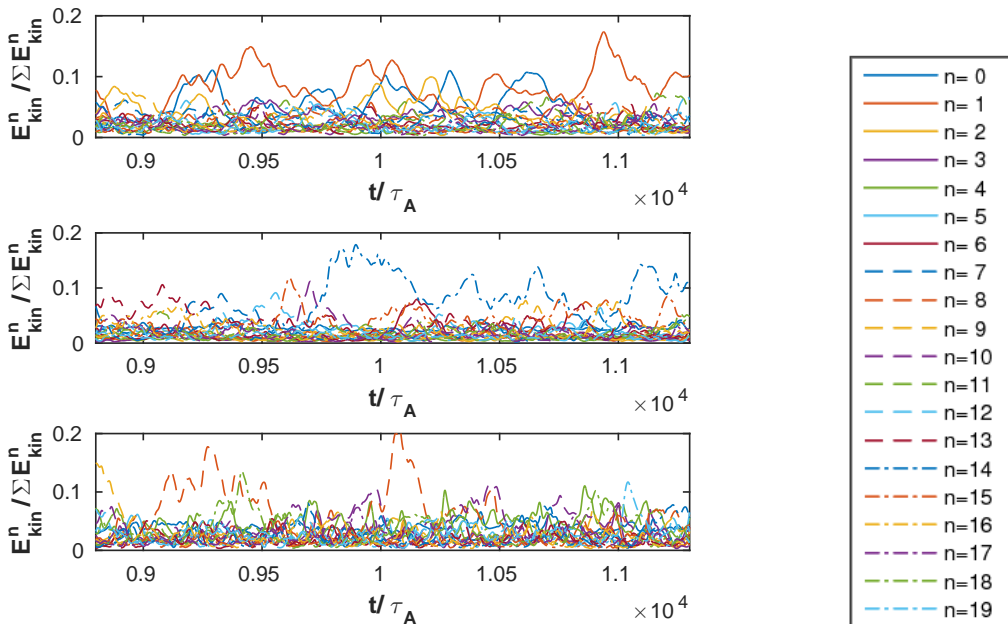 0.2
0.1
0
E^n_kin / ΣE^n_kin
0.9 0.95 1 1.05 1.1
t/ τ_A
×10^4
0.2
0.1
0
E^n_kin / ΣE^n_kin
0.9 0.95 1 1.05 1.1
t/ τ_A
×10^4
0.2
0.1
0
E^n_kin / ΣE^n_kin
0.9 0.95 1 1.05 1.1
t/ τ_A
×10^4
n= 0
n= 1
n= 2
n= 3
n= 4
n= 5
n= 6
n= 7
n= 8
n= 9
n=10
n=11
n=12
n=13
n=14
n=15
n=16
n=17
n=18
n=19